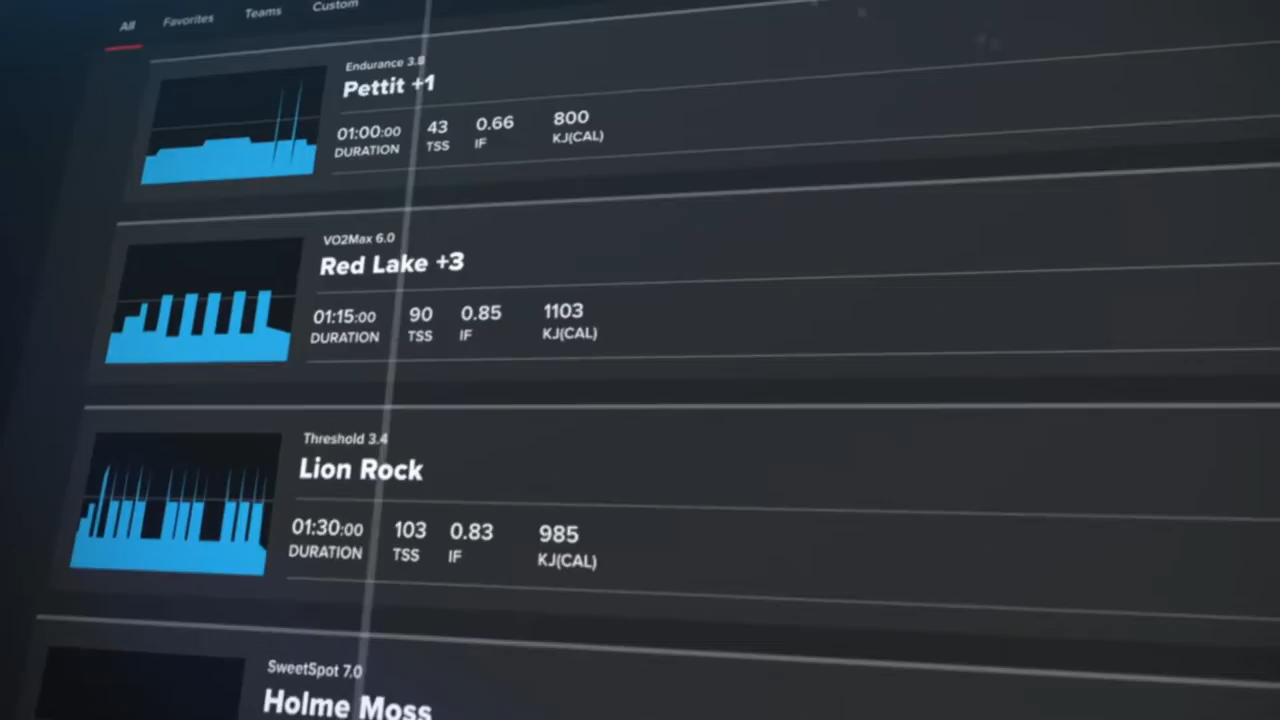 All Favorites Teams Custom
Endurance 3.8
Pettit +1
01:00:00 43 0.66 800
DURATION TSS IF KJ(CAL)
VO2Max 6.0
Red Lake +3
01:15:00 90 0.85 1103
DURATION TSS IF KJ(CAL)
Threshold 3.4
Lion Rock
01:30:00 103 0.83 985
DURATION TSS IF KJ(CAL)
SweetSpot 7.0
Holme Moss